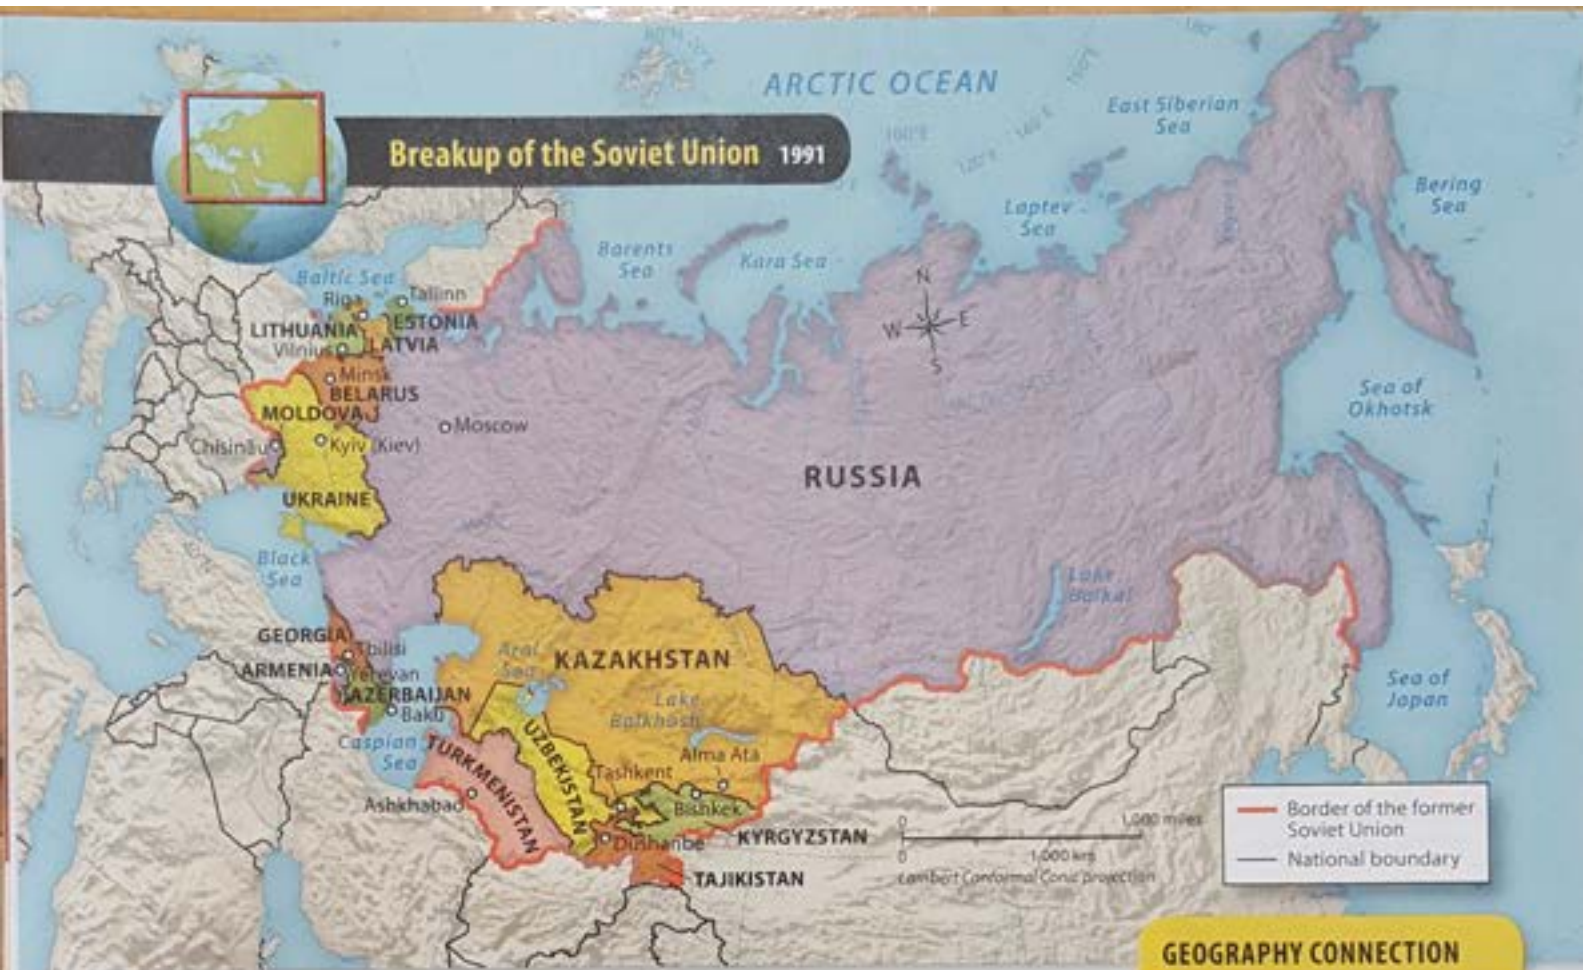 ARCTIC OCEAN
East Siberian
Sea
Breakup of the Soviet Union 1991
Bering
Sea
Laptev
Sea
Barents
Sea
Kara Sea
Baltic Sea
Riga
Tallinn
N
W
E
S
LITHUANIA
ESTONIA
Vilnius
LATVIA
Minsk
BELARUS
MOLDOVA
Moscow
Chisinău
Kyiv (Kiev)
Sea of
Okhotsk
RUSSIA
UKRAINE
Black
Sea
Lake
Baikal
GEORGIA
Tbilisi
ARMENIA
Yerevan
AZERBAIJAN
Baku
Aral
Sea
KAZAKHSTAN
Lake
Balkhash
Sea of
Japan
Caspian
Sea
TURKMENISTAN
UZBEKISTAN
Alma Ata
Tashkent
Ashkhabad
Bishkek
Dushanbe
KYRGYZSTAN
TAJIKISTAN
0
1,000 miles
0
1,000 km
Lambert Conformal Conic projection
Border of the former
Soviet Union
National boundary
GEOGRAPHY CONNECTION